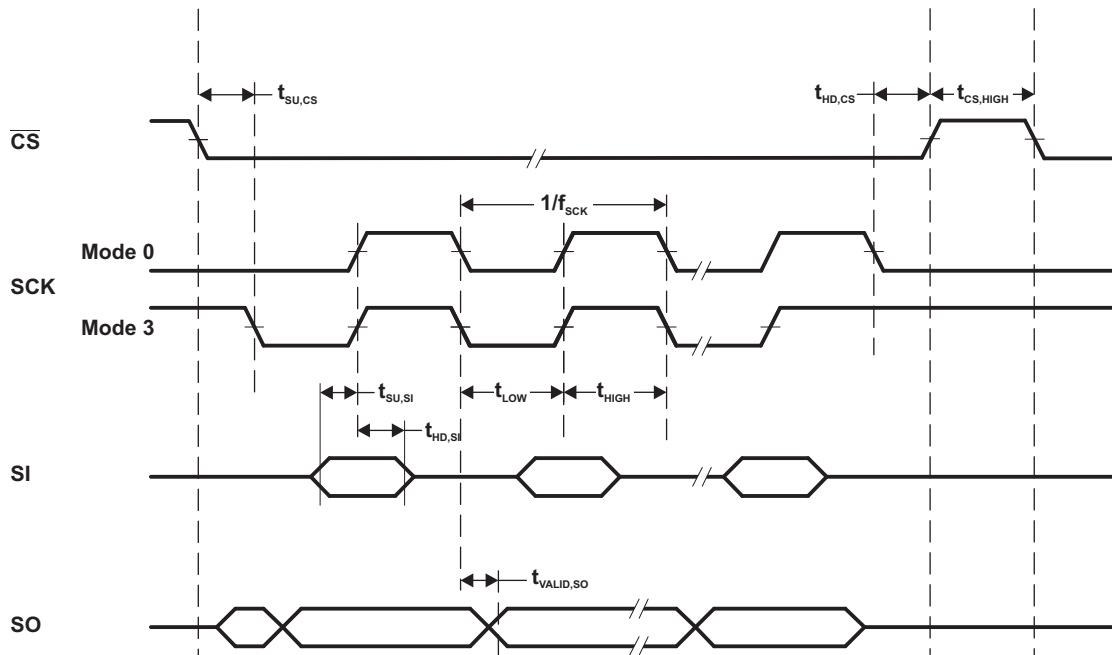 t_SU,CS
t_HD,CS
t_CS,HIGH
CS
1/f_SCK
Mode 0
SCK
Mode 3
t_SU,SI
t_LOW
t_HIGH
t_HD,SI
SI
t_VALID,SO
SO